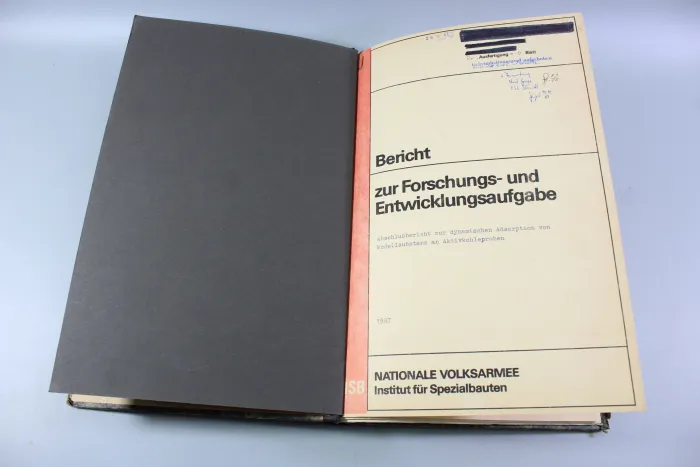 Bericht
zur Forschungs- und
Entwicklungsaufgabe
Abschlußbericht zur dynamischen Adsorption von
Modellsubstanz an Aktivkohleproben
1987
NATIONALE VOLKSARMEE
Institut für Spezialbauten
ISB